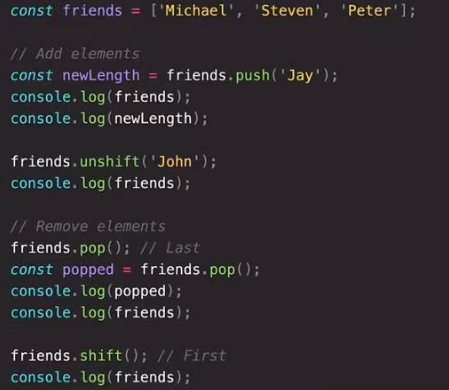 const friends = ['Michael', 'Steven', 'Peter'];
// Add elements
const newLength = friends.push('Jay');
console.log(friends);
console.log(newLength);
friends.unshift('John');
console.log(friends);
// Remove elements
friends.pop(); // Last
const popped = friends.pop();
console.log(popped);
console.log(friends);
friends.shift(); // First
console.log(friends);